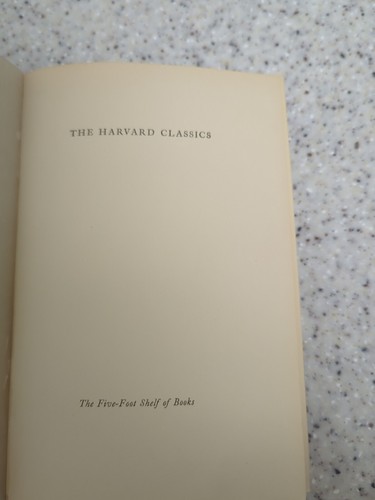 THE HARVARD CLASSICS
The Five-Foot Shelf of Books